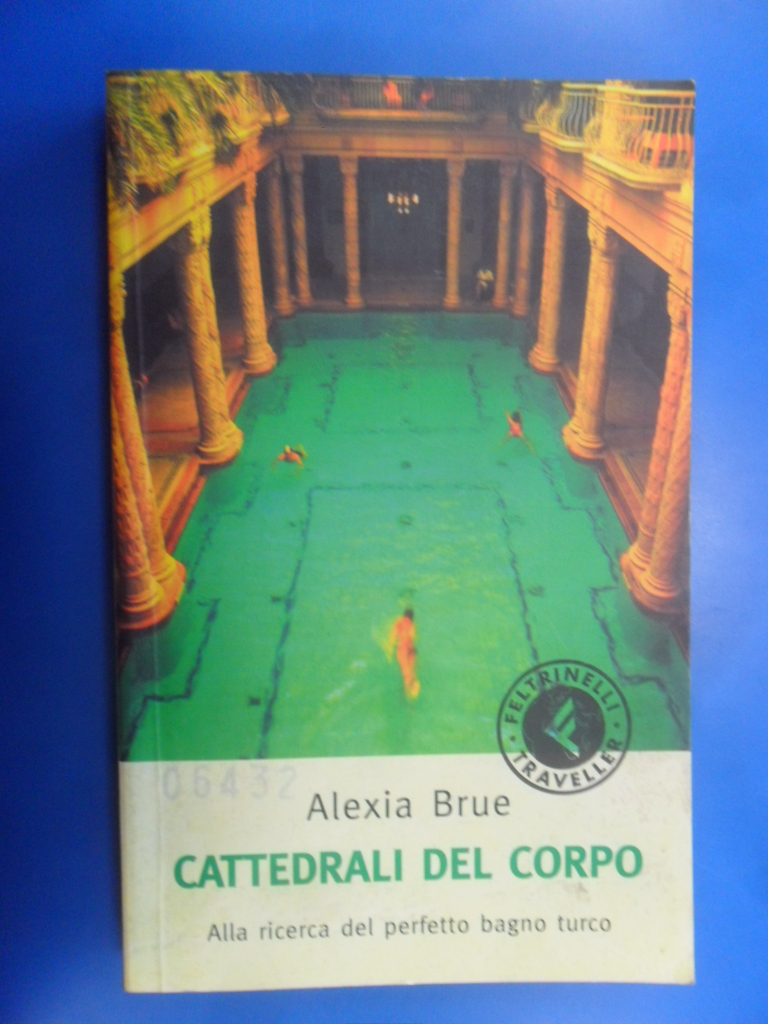 FELTRINELLI
TRAVELLER
06432
Alexia Brue
CATTEDRALI DEL CORPO
Alla ricerca del perfetto bagno turco